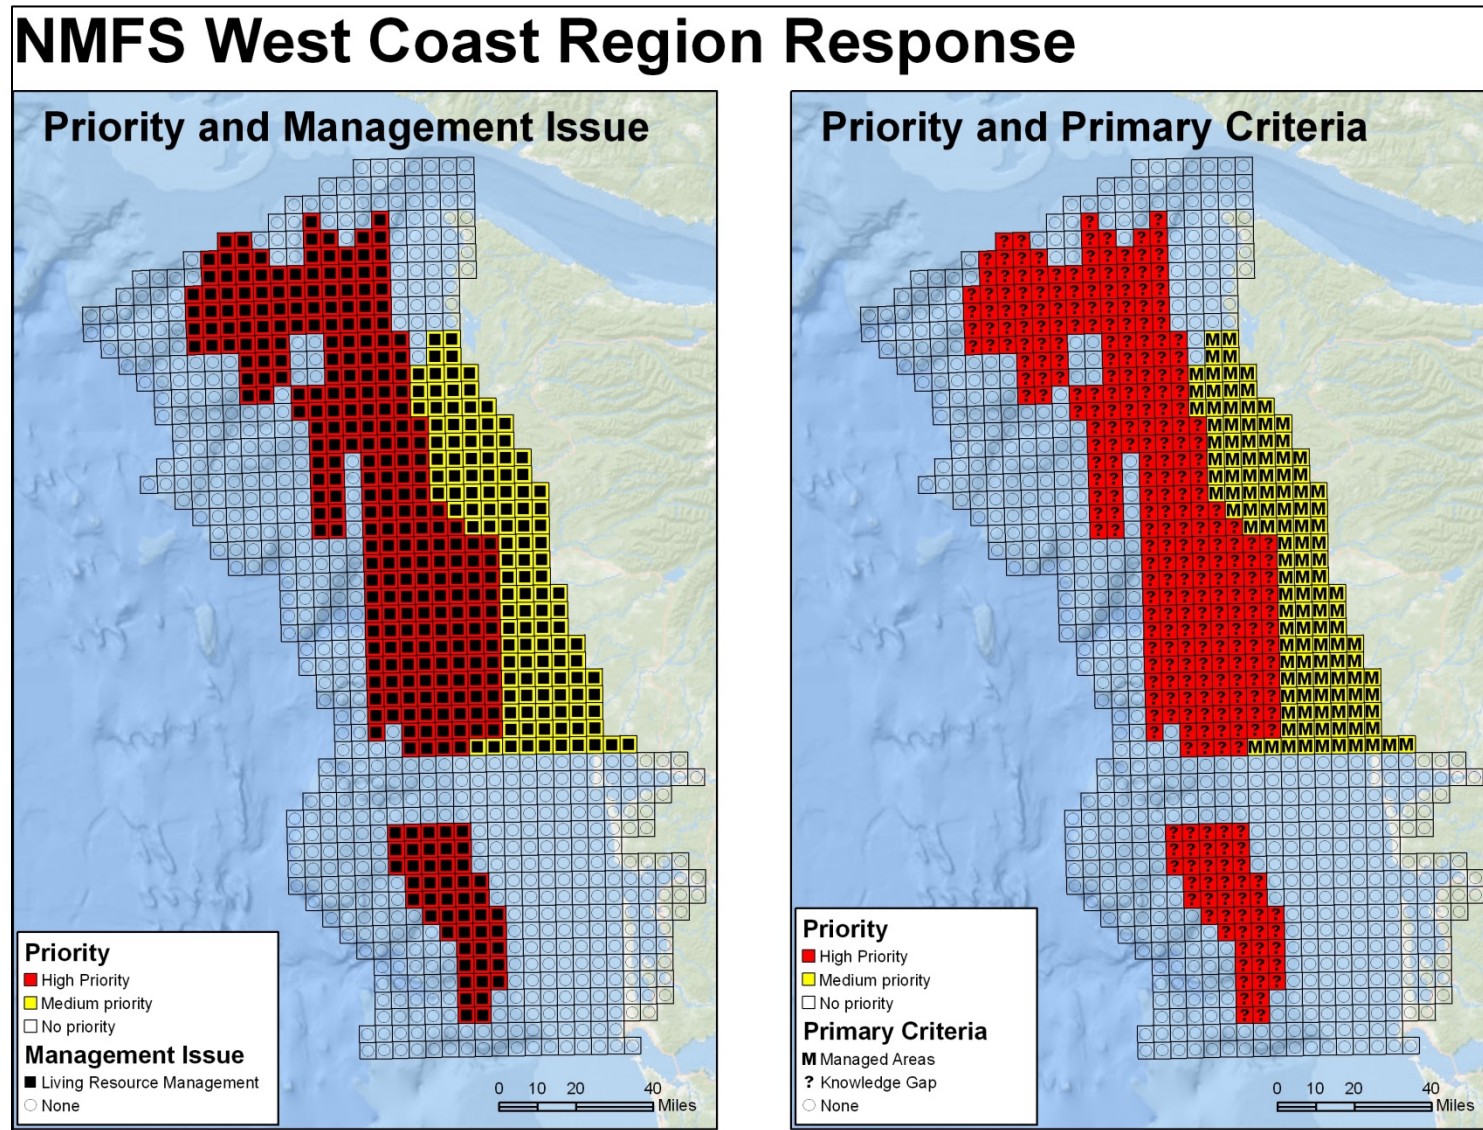 NMFS West Coast Region Response
Priority and Management Issue
Priority
High Priority
Medium priority
No priority
Management Issue
Living Resource Management
None
0 10 20 40
Miles
Priority and Primary Criteria
Priority
High Priority
Medium priority
No priority
Primary Criteria
M Managed Areas
? Knowledge Gap
None
0 10 20 40
Miles